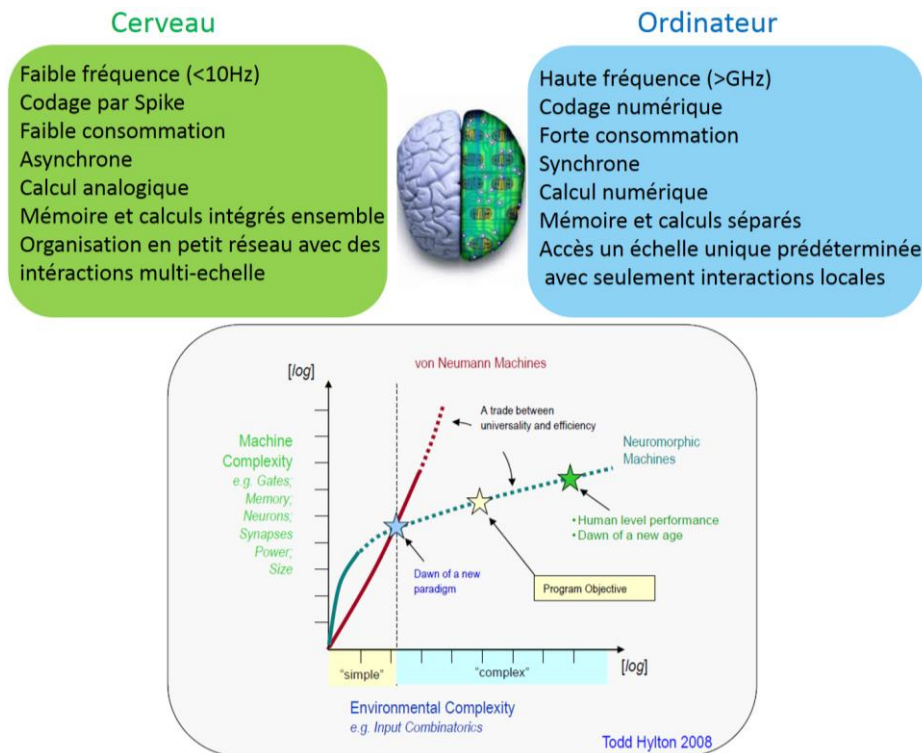 Cerveau
Faible fréquence (<10Hz)
Codage par Spike
Faible consommation
Asynchrone
Calcul analogique
Mémoire et calculs intégrés ensemble
Organisation en petit réseau avec des
intéractions multi-echelle
Ordinateur
Haute fréquence (>GHz)
Codage numérique
Forte consommation
Synchrone
Calcul numérique
Mémoire et calculs séparés
Accès un échelle unique prédéterminée
avec seulement interactions locales
von Neumann Machines
[log]
A trade between
universality and efficiency
Machine
Complexity
e.g. Gates;
Memory;
Neurons;
Synapses
Power;
Size
Neuromorphic
Machines
• Human level performance
• Dawn of a new age
Dawn of a new
paradigm
Program Objective
"simple"
"complex"
[log]
Environmental Complexity
e.g. Input Combinatorics
Todd Hylton 2008